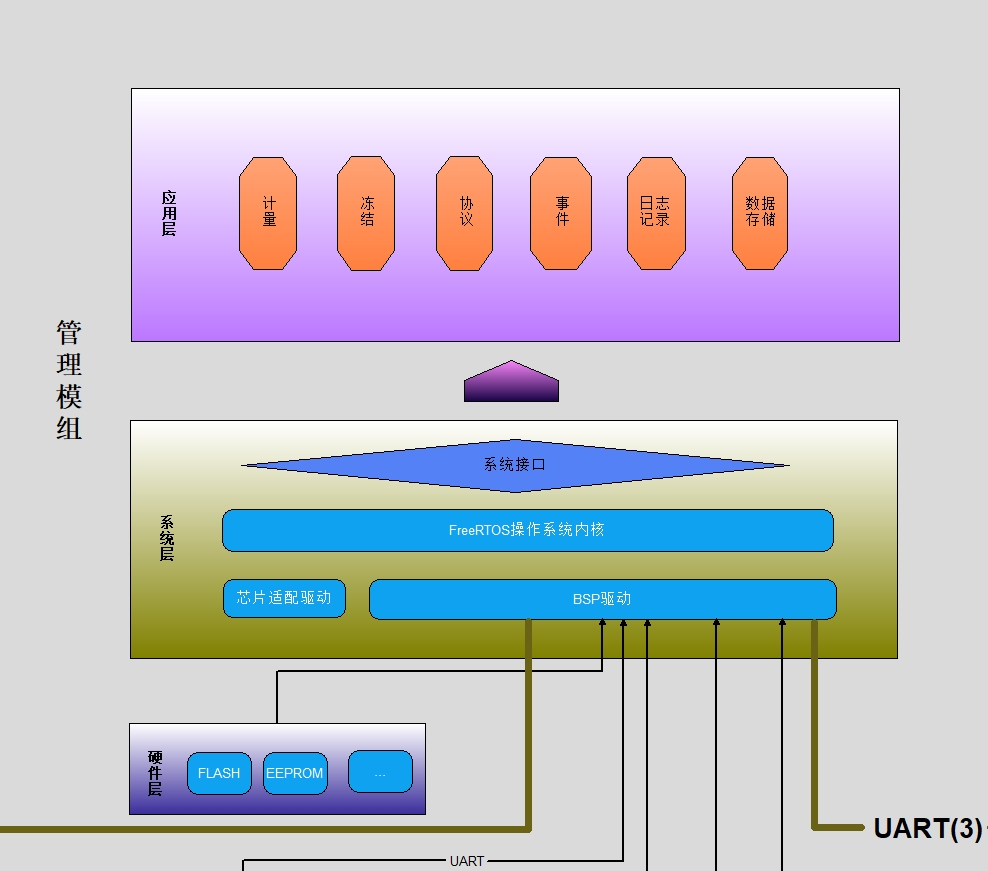 应用层
计量
冻结
协议
事件
日志
记录
数据
存储
管理模组
系统接口
系统层
FreeRTOS操作系统内核
芯片适配驱动
BSP驱动
硬件层
FLASH
EEPROM
...
UART(3)
UART